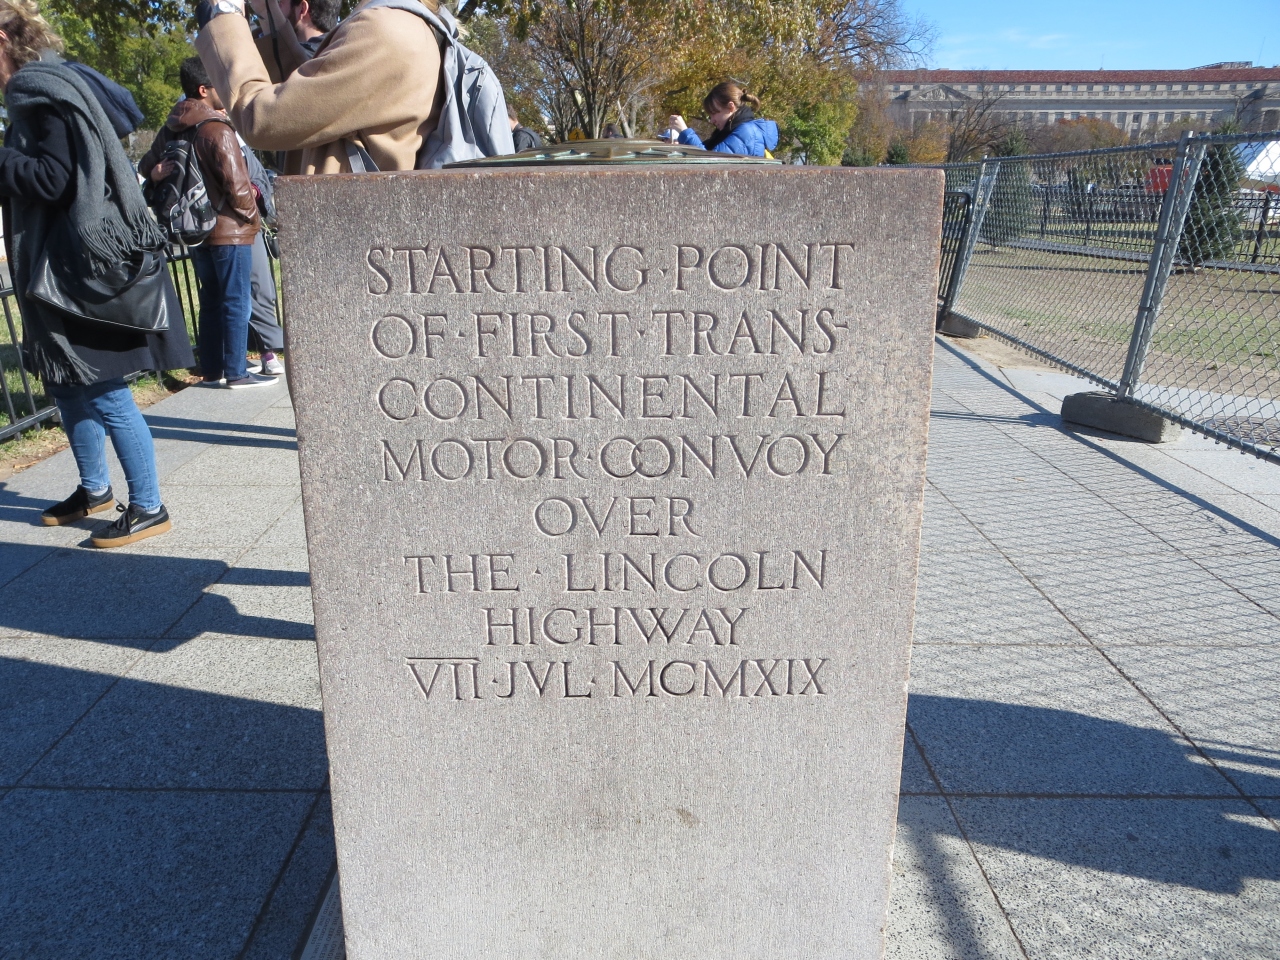 STARTING·POINT
OF·FIRST·TRANS-
CONTINENTAL
MOTOR·CONVOY
OVER
THE·LINCOLN
HIGHWAY
VII·JVL·MCMXIX